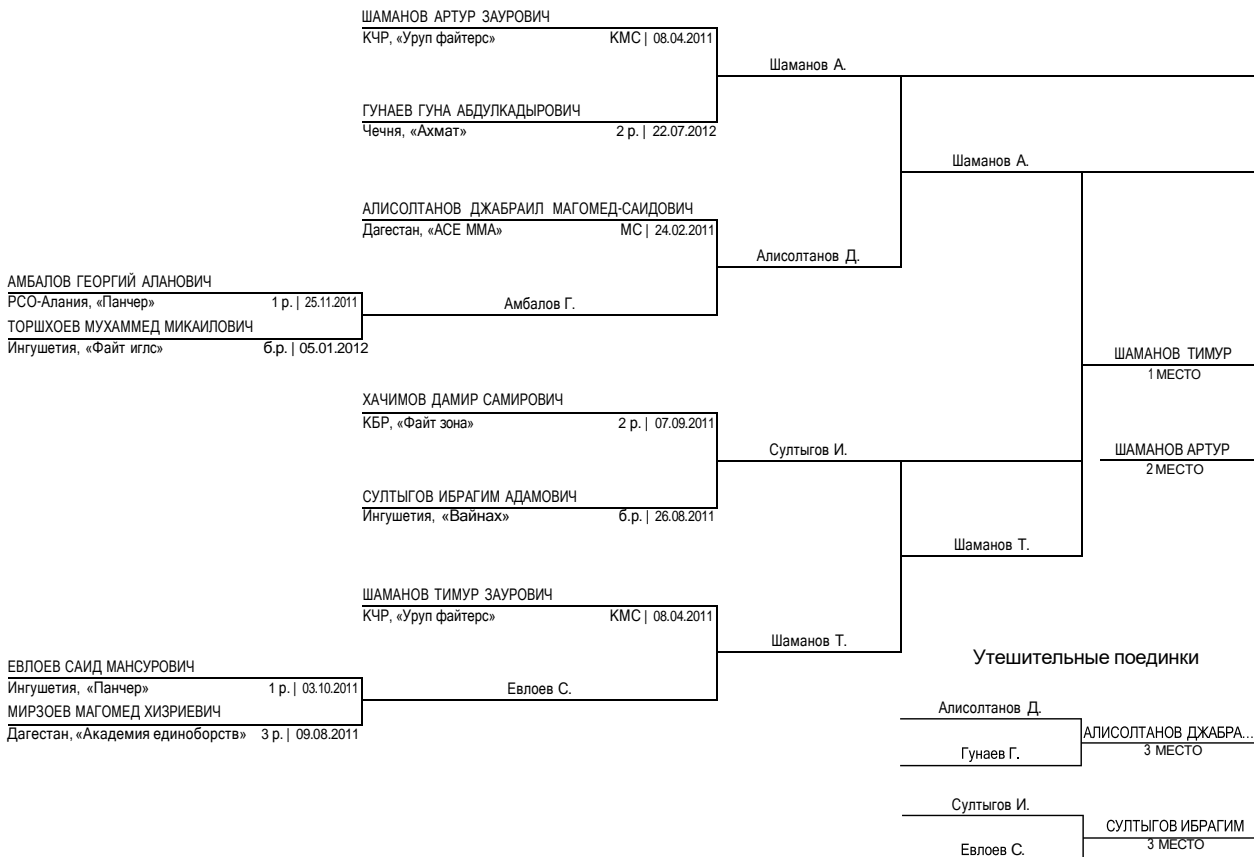 ШАМАНОВ АРТУР ЗАУРОВИЧ
КЧР, «Уруп файтерс» КМС | 08.04.2011
Шаманов А.
ГУНАЕВ ГУНА АБДУЛКАДЫРОВИЧ
Чечня, «Ахмат» 2 р. | 22.07.2012
Шаманов А.
АЛИСОЛТАНОВ ДЖАБРАИЛ МАГОМЕД-САИДОВИЧ
Дагестан, «ACE MMA» МС | 24.02.2011
Алисолтанов Д.
АМБАЛОВ ГЕОРГИЙ АЛАНОВИЧ
РСО-Алания, «Панчер» 1 р. | 25.11.2011
Амбалов Г.
ТОРШХОЕВ МУХАММЕД МИКАИЛОВИЧ
Ингушетия, «Файт иглс» б.р. | 05.01.2012
ШАМАНОВ ТИМУР
1 МЕСТО
ХАЧИМОВ ДАМИР САМИРОВИЧ
КБР, «Файт зона» 2 р. | 07.09.2011
Султыгов И.
ШАМАНОВ АРТУР
2 МЕСТО
СУЛТЫГОВ ИБРАГИМ АДАМОВИЧ
Ингушетия, «Вайнах» б.р. | 26.08.2011
Шаманов Т.
ШАМАНОВ ТИМУР ЗАУРОВИЧ
КЧР, «Уруп файтерс» КМС | 08.04.2011
Шаманов Т.
ЕВЛОЕВ САИД МАНСУРОВИЧ
Ингушетия, «Панчер» 1 р. | 03.10.2011
Евлоев С.
МИРЗОЕВ МАГОМЕД ХИЗРИЕВИЧ
Дагестан, «Академия единоборств» 3 р. | 09.08.2011
Утешительные поединки
Алисолтанов Д.
АЛИСОЛТАНОВ ДЖАБРА...
3 МЕСТО
Гунаев Г.
Султыгов И.
СУЛТЫГОВ ИБРАГИМ
3 МЕСТО
Евлоев С.